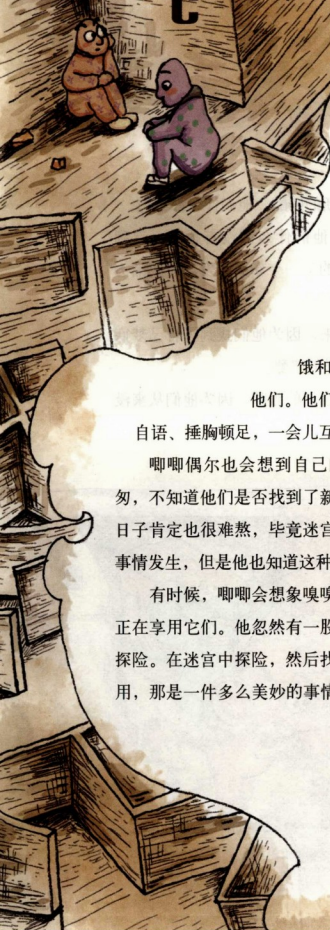 饿和
他们。他们
自语、捶胸顿足，一会儿互
唧唧偶尔也会想到自己
匆，不知道他们是否找到了新
日子肯定也很难熬，毕竟迷宫
事情发生，但是他也知道这种
有时候，唧唧会想象嗅嗅
正在享用它们。他忽然有一股
探险。在迷宫中探险，然后找
用，那是一件多么美妙的事情